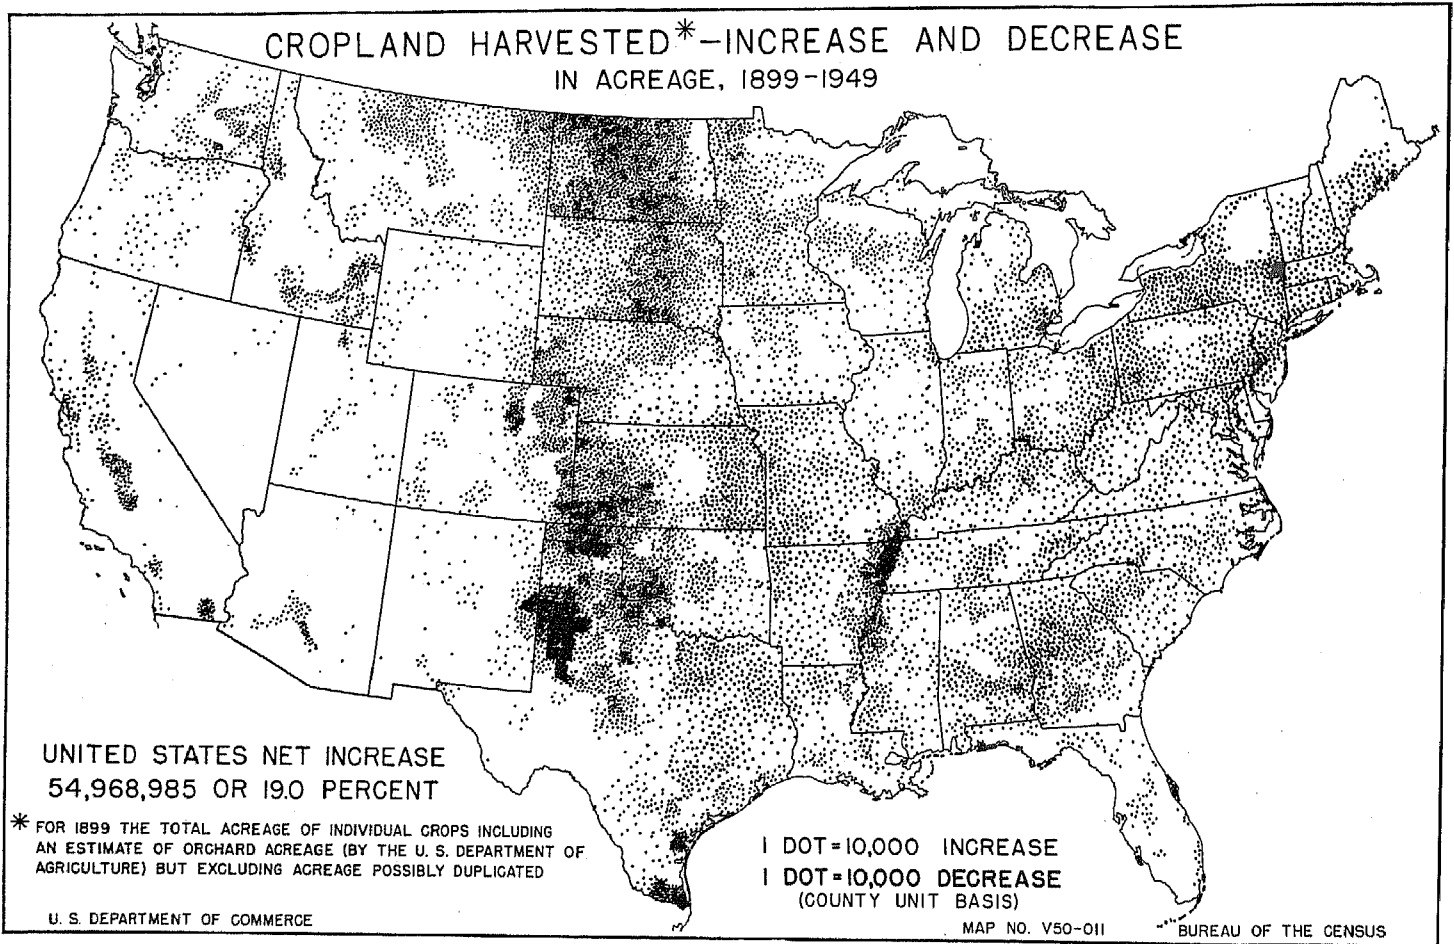 CROPLAND HARVESTED*-INCREASE AND DECREASE
IN ACREAGE, 1899-1949
UNITED STATES NET INCREASE
54,968,985 OR 19.0 PERCENT
* FOR 1899 THE TOTAL ACREAGE OF INDIVIDUAL CROPS INCLUDING
AN ESTIMATE OF ORCHARD ACREAGE (BY THE U. S. DEPARTMENT OF
AGRICULTURE) BUT EXCLUDING ACREAGE POSSIBLY DUPLICATED
1 DOT=10,000 INCREASE
1 DOT=10,000 DECREASE
(COUNTY UNIT BASIS)
U. S. DEPARTMENT OF COMMERCE
MAP NO. V50-011
BUREAU OF THE CENSUS